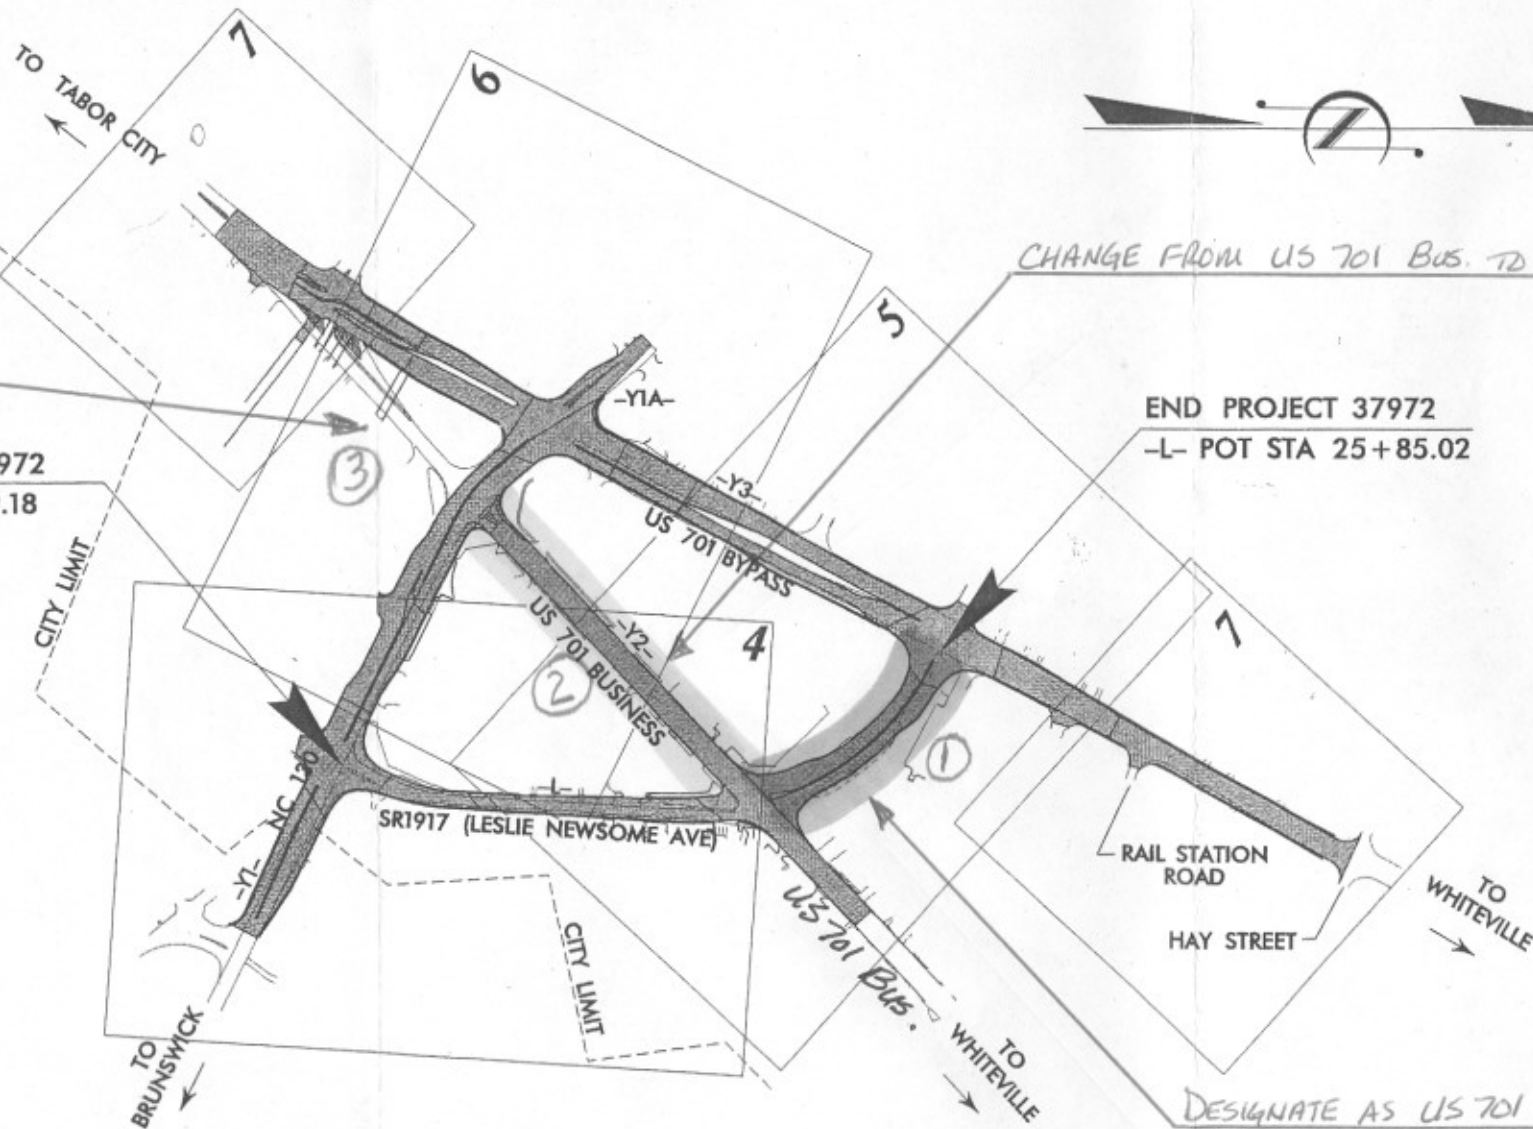 7
6
TO TABOR CITY
Z
CHANGE FROM US 701 BUS. TO
5
-Y1A-
END PROJECT 37972
-L- POT STA 25+85.02
972
.18
3
-Y3-
US 701 BYPASS
CITY LIMIT
-Y2-
4
7
US 701 BUSINESS
2
1
NC 130
-L-
SR1917 (LESLIE NEWSOME AVE)
-Y1-
RAIL STATION
ROAD
TO
WHITEVILLE
HAY STREET
US 701 BUS.
CITY LIMIT
TO
BRUNSWICK
TO
WHITEVILLE
DESIGNATE AS US 701